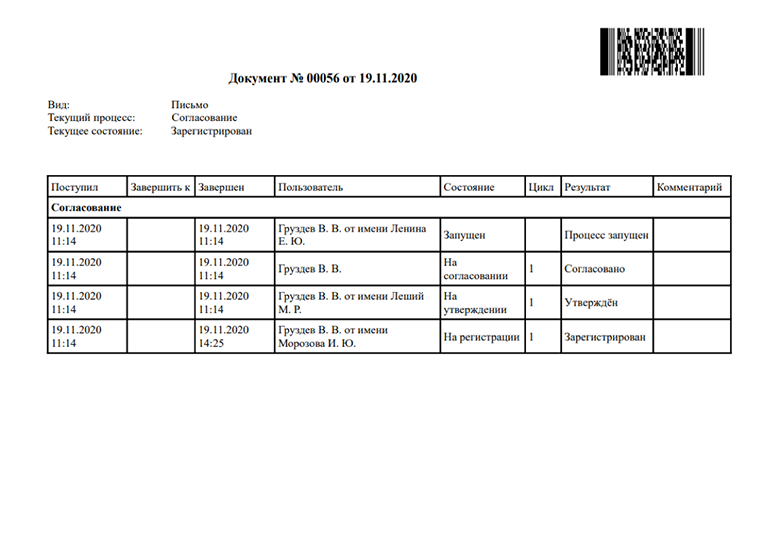 Документ № 00056 от 19.11.2020
Вид: Письмо
Текущий процесс: Согласование
Текущее состояние: Зарегистрирован
Поступил Завершить к Завершен Пользователь Состояние Цикл Результат Комментарий
Согласование
19.11.2020 19.11.2020 Груздев В. В. от имени Ленина Запущен Процесс запущен
11:14 11:14 Е. Ю.
19.11.2020 19.11.2020 Груздев В. В. На 1 Согласовано
11:14 11:14 согласовании
19.11.2020 19.11.2020 Груздев В. В. от имени Леший На 1 Утверждён
11:14 11:14 М. Р. утверждении
19.11.2020 19.11.2020 Груздев В. В. от имени На регистрации 1 Зарегистрирован
11:14 14:25 Морозова И. Ю.